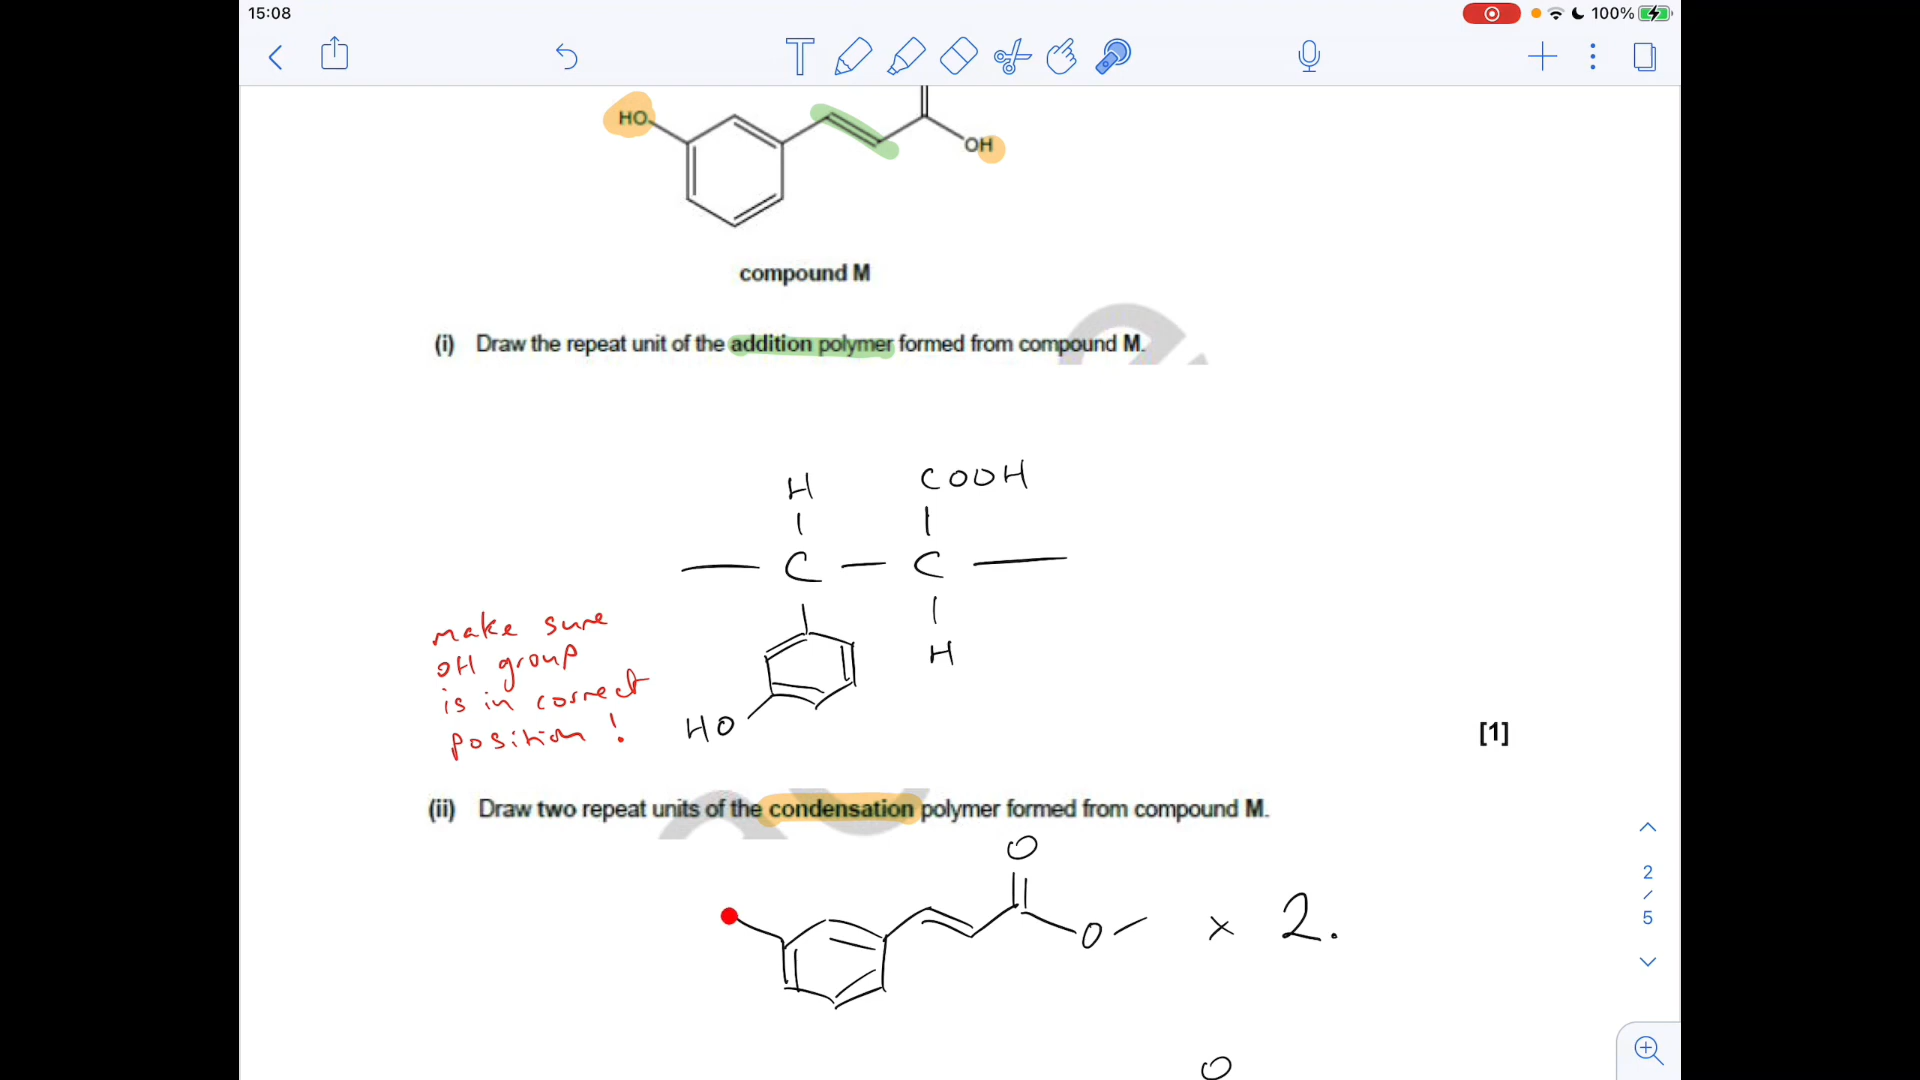 15:08
100%
T
HO
OH
compound M
(i) Draw the repeat unit of the addition polymer formed from compound M.
H COOH
C C
H
make sure
OH group
is in correct
position !
HO
[1]
(ii) Draw two repeat units of the condensation polymer formed from compound M.
O
O × 2.
2
/
5
O